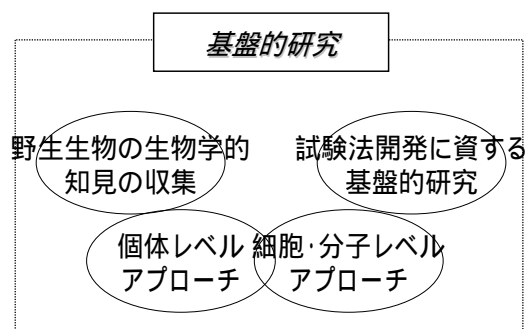 基盤的研究
野生生物の生物学的
知見の収集
試験法開発に資する
基盤的研究
個体レベル
アプローチ
細胞･分子レベル
アプローチ